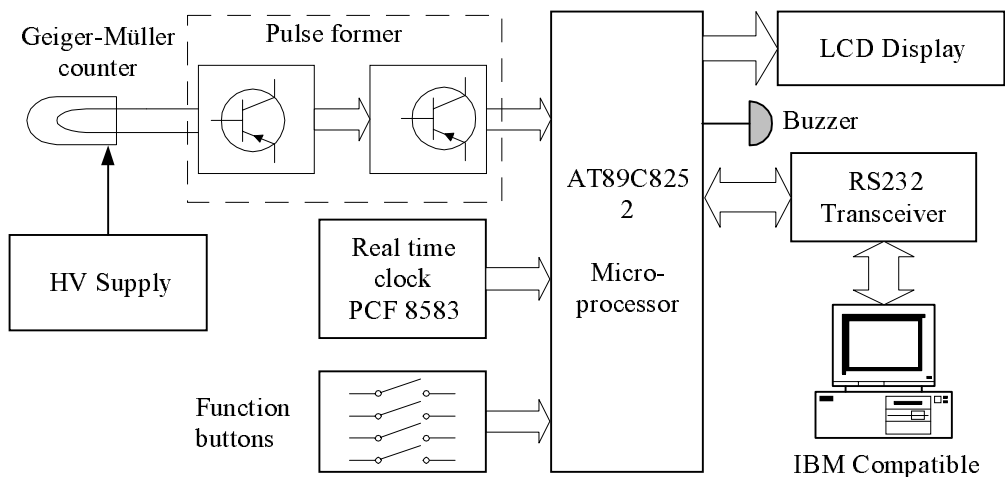 Geiger-Müller
counter
Pulse former
LCD Display
Buzzer
AT89C825
2
Micro-
processor
RS232
Transceiver
HV Supply
Real time
clock
PCF 8583
Function
buttons
IBM Compatible